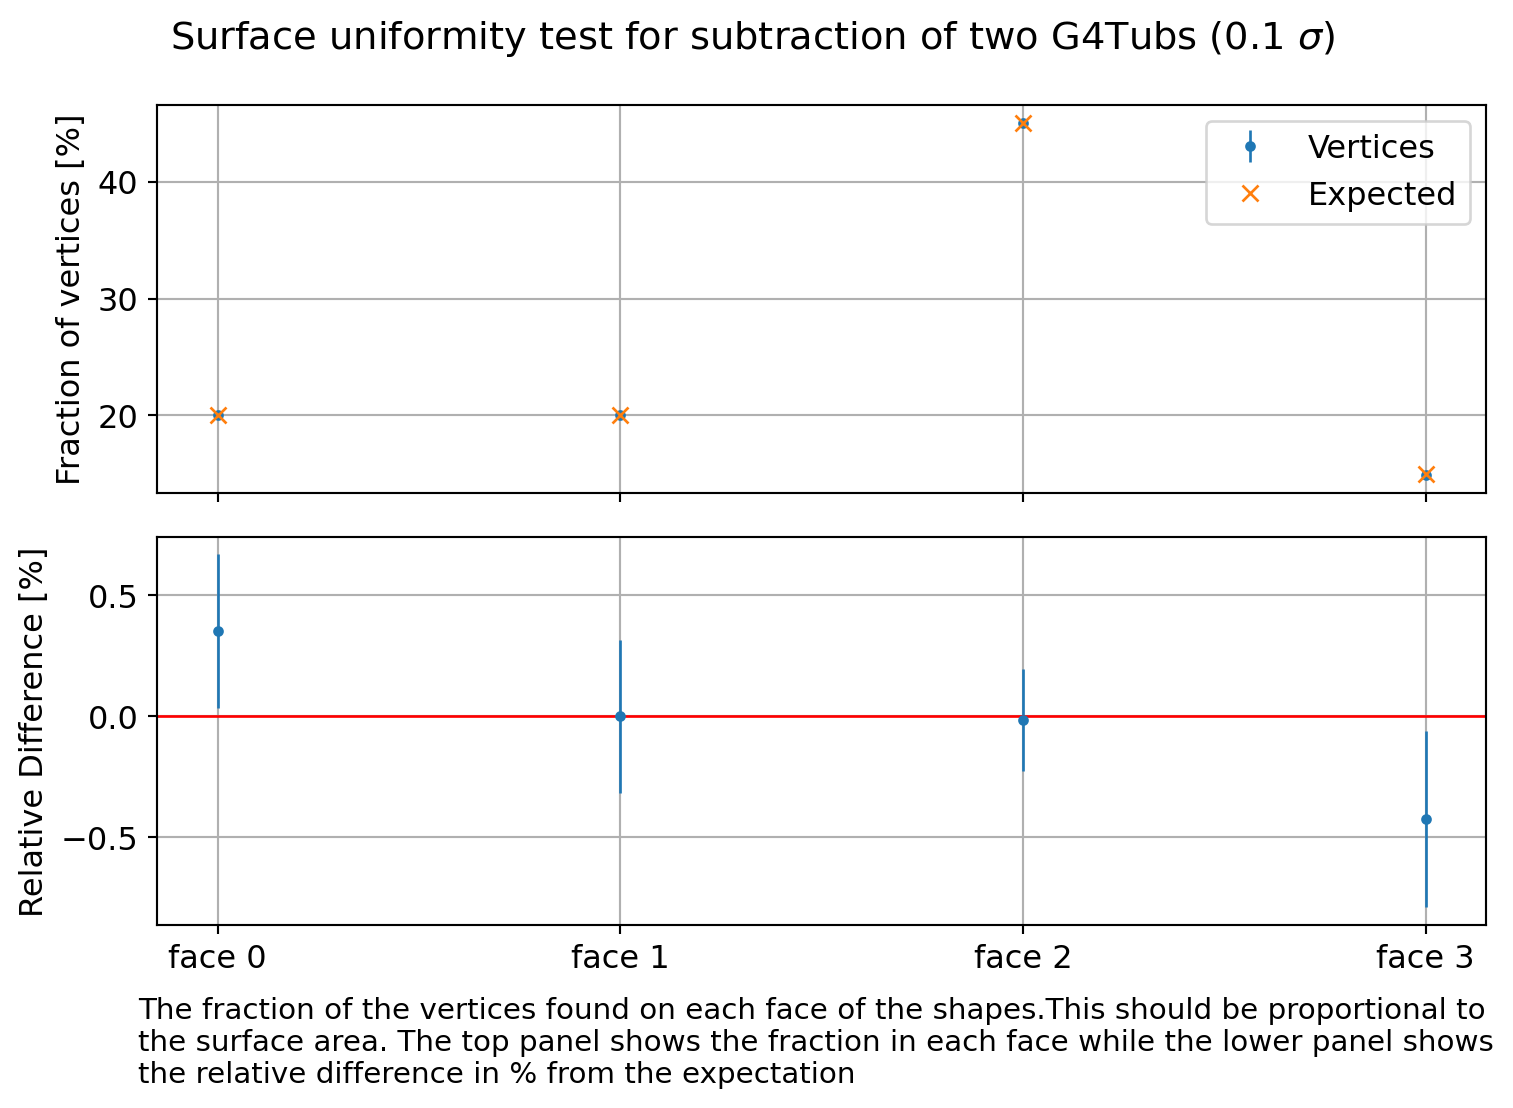 Surface uniformity test for subtraction of two G4Tubs (0.1 σ)
Fraction of vertices [%]
40
30
20
Vertices
Expected
Relative Difference [%]
0.5
0.0
−0.5
face 0 face 1 face 2 face 3
The fraction of the vertices found on each face of the shapes.This should be proportional to
the surface area. The top panel shows the fraction in each face while the lower panel shows
the relative difference in % from the expectation